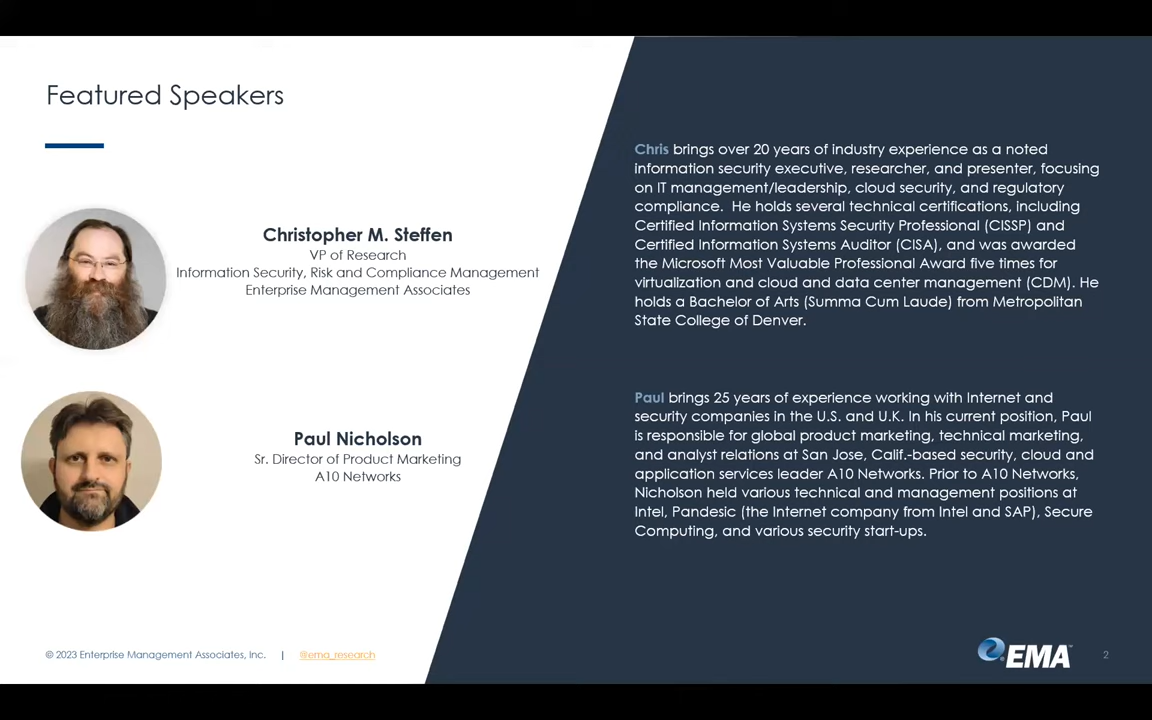 Featured Speakers
Christopher M. Steffen
VP of Research
Information Security, Risk and Compliance Management
Enterprise Management Associates
Paul Nicholson
Sr. Director of Product Marketing
A10 Networks
Chris brings over 20 years of industry experience as a noted
information security executive, researcher, and presenter, focusing
on IT management/leadership, cloud security, and regulatory
compliance.  He holds several technical certifications, including
Certified Information Systems Security Professional (CISSP) and
Certified Information Systems Auditor (CISA), and was awarded
the Microsoft Most Valuable Professional Award five times for
virtualization and cloud and data center management (CDM). He
holds a Bachelor of Arts (Summa Cum Laude) from Metropolitan
State College of Denver.
Paul brings 25 years of experience working with Internet and
security companies in the U.S. and U.K. In his current position, Paul
is responsible for global product marketing, technical marketing,
and analyst relations at San Jose, Calif.-based security, cloud and
application services leader A10 Networks. Prior to A10 Networks,
Nicholson held various technical and management positions at
Intel, Pandesic (the Internet company from Intel and SAP), Secure
Computing, and various security start-ups.
© 2023 Enterprise Management Associates, Inc. | @ema_research
EMA™ 2